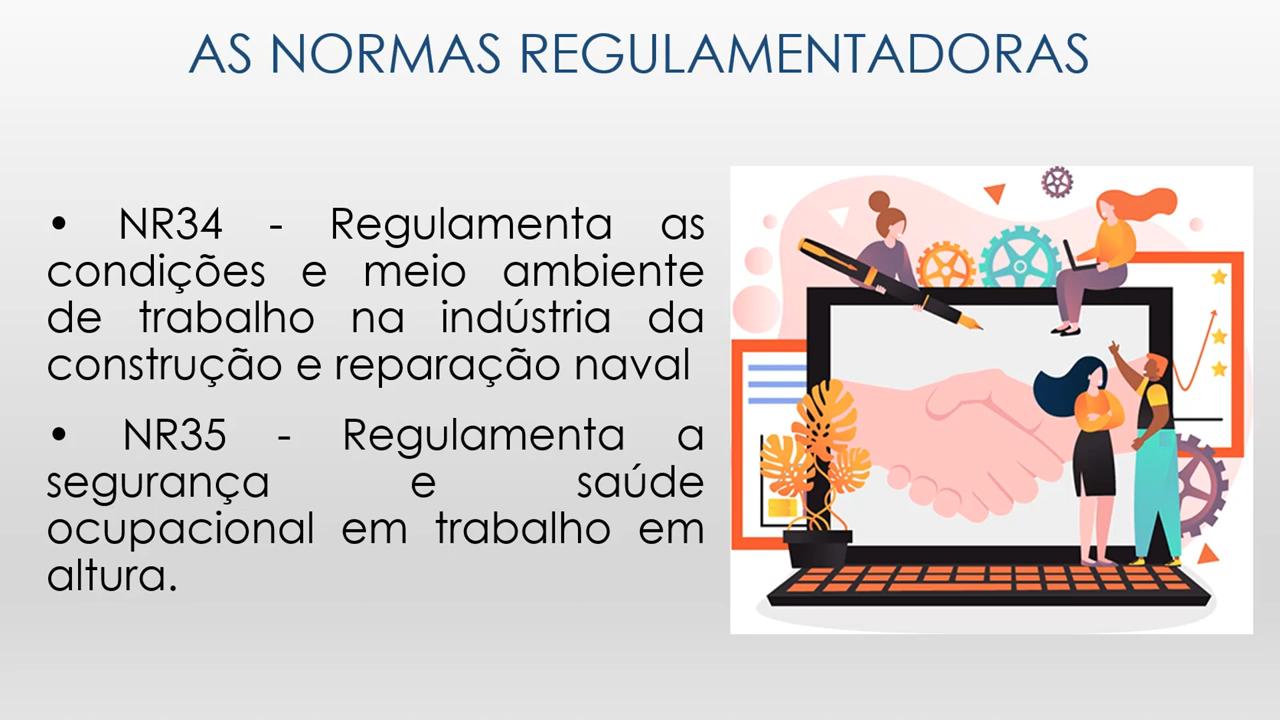 AS NORMAS REGULAMENTADORAS
• NR34 - Regulamenta as
condições e meio ambiente
de trabalho na indústria da
construção e reparação naval
• NR35 - Regulamenta a
segurança e saúde
ocupacional em trabalho em
altura.